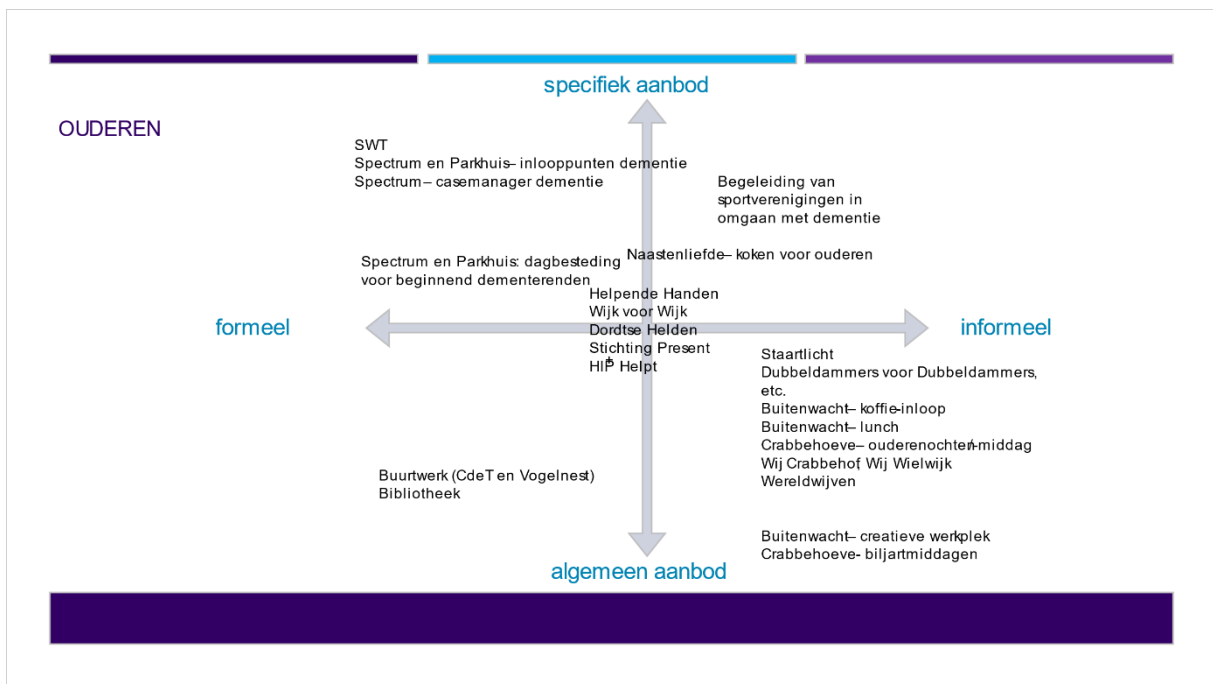 specifiek aanbod
OUDEREN
SWT
Spectrum en Parkhuis– inlooppunten dementie
Spectrum– casemanager dementie
Begeleiding van
sportverenigingen in
omgaan met dementie
Naastenliefde– koken voor ouderen
Spectrum en Parkhuis: dagbesteding
voor beginnend dementerenden
Helpende Handen
Wijk voor Wijk
Dordtse Helden
Stichting Present
HIP Helpt
formeel
informeel
Staartlicht
Dubbeldammers voor Dubbeldammers,
etc.
Buitenwacht– koffie-inloop
Buitenwacht– lunch
Crabbehoeve– ouderenochten/-middag
Wij Crabbehof, Wij Wielwijk
Wereldwijven
Buurtwerk (CdeT en Vogelnest)
Bibliotheek
Buitenwacht– creatieve werkplek
Crabbehoeve- biljartmiddagen
algemeen aanbod